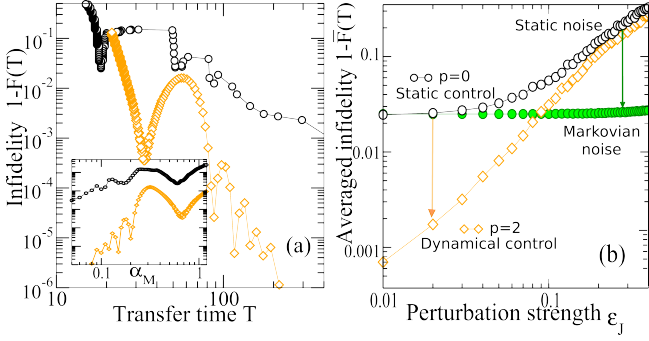 Infidelity 1-F(T)
10^-1
10^-2
10^-3
10^-4
10^-5
10^-6
10
100
Transfer time T
0.1
1
α_M
(a)
Averaged infidelity 1-F̄(T)
0.100
0.010
0.001
0.01
0.1
Perturbation strength ε_J
Static noise
p=0
Static control
Markovian
noise
p=2
Dynamical control
(b)